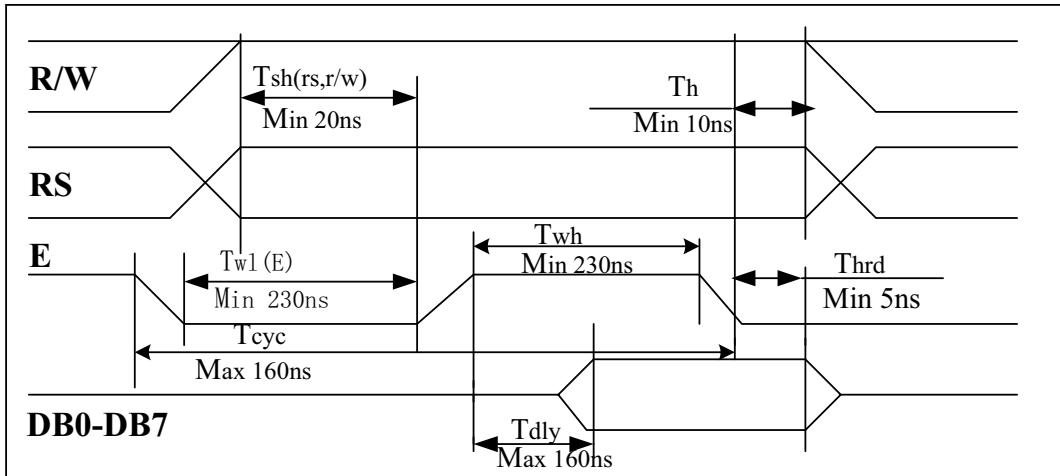 R/W
Tsh(rs,r/w)
Min 20ns
Th
Min 10ns
RS
E
Twl(E)
Min 230ns
Twh
Min 230ns
Thrd
Min 5ns
Tcyc
Max 160ns
DB0-DB7
Tdly
Max 160ns